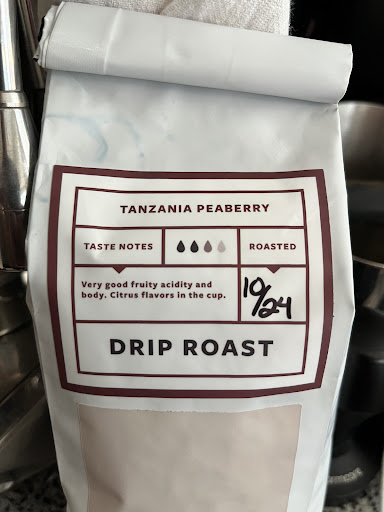 TANZANIA PEABERRY
TASTE NOTES
ROASTED
Very good fruity acidity and
body. Citrus flavors in the cup.
10/24
DRIP ROAST